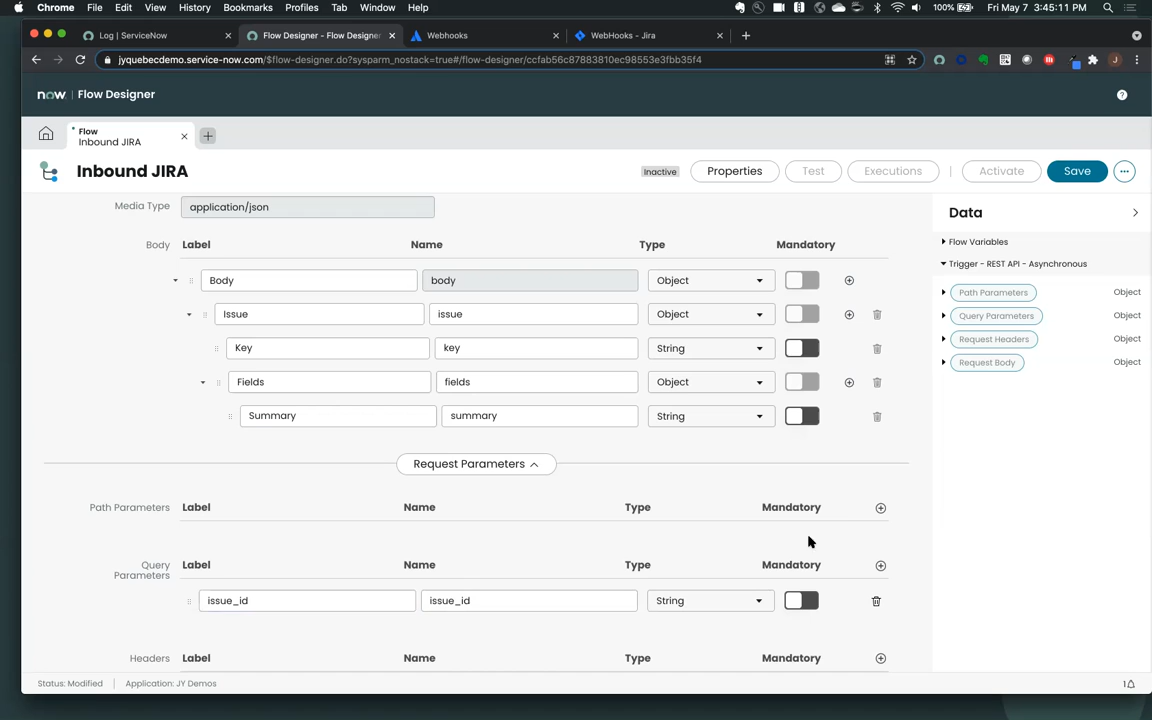 Chrome File Edit View History Bookmarks Profiles Tab Window Help 100% Fri May 7 3:45:11 PM
Log | ServiceNow
Flow Designer - Flow Designer
Webhooks
WebHooks - Jira
jyquebecdemo.service-now.com/$flow-designer.do?sysparm_nostack=true#/flow-designer/ccfab56c87883810ec98553e3fbb35f4
J
now. Flow Designer
Flow
Inbound JIRA
Inbound JIRA
Inactive Properties Test Executions Activate Save
Media Type application/json
Body Label Name Type Mandatory
Body body Object
Issue issue Object
Key key String
Fields fields Object
Summary summary String
Request Parameters
Path Parameters Label Name Type Mandatory
Query Parameters Label Name Type Mandatory
issue_id issue_id String
Headers Label Name Type Mandatory
Data
Flow Variables
Trigger - REST API - Asynchronous
Path Parameters Object
Query Parameters Object
Request Headers Object
Request Body Object
Status: Modified Application: JY Demos
1